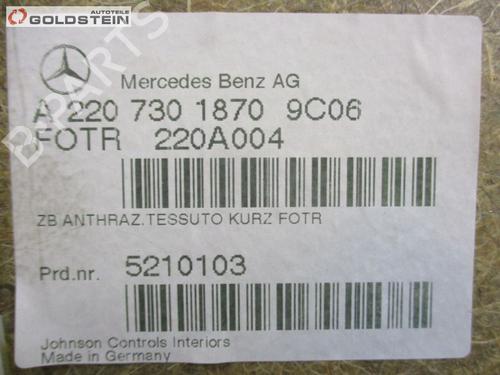 Autoteile
GOLDSTEIN
B-PARTS
Mercedes Benz AG
A 220 730 1870 9C06
FOTR 220A004
ZB ANTHRAZ.TESSUTO KURZ FOTR
Prd.nr. 5210103
Johnson Controls Interiors
Made in Germany